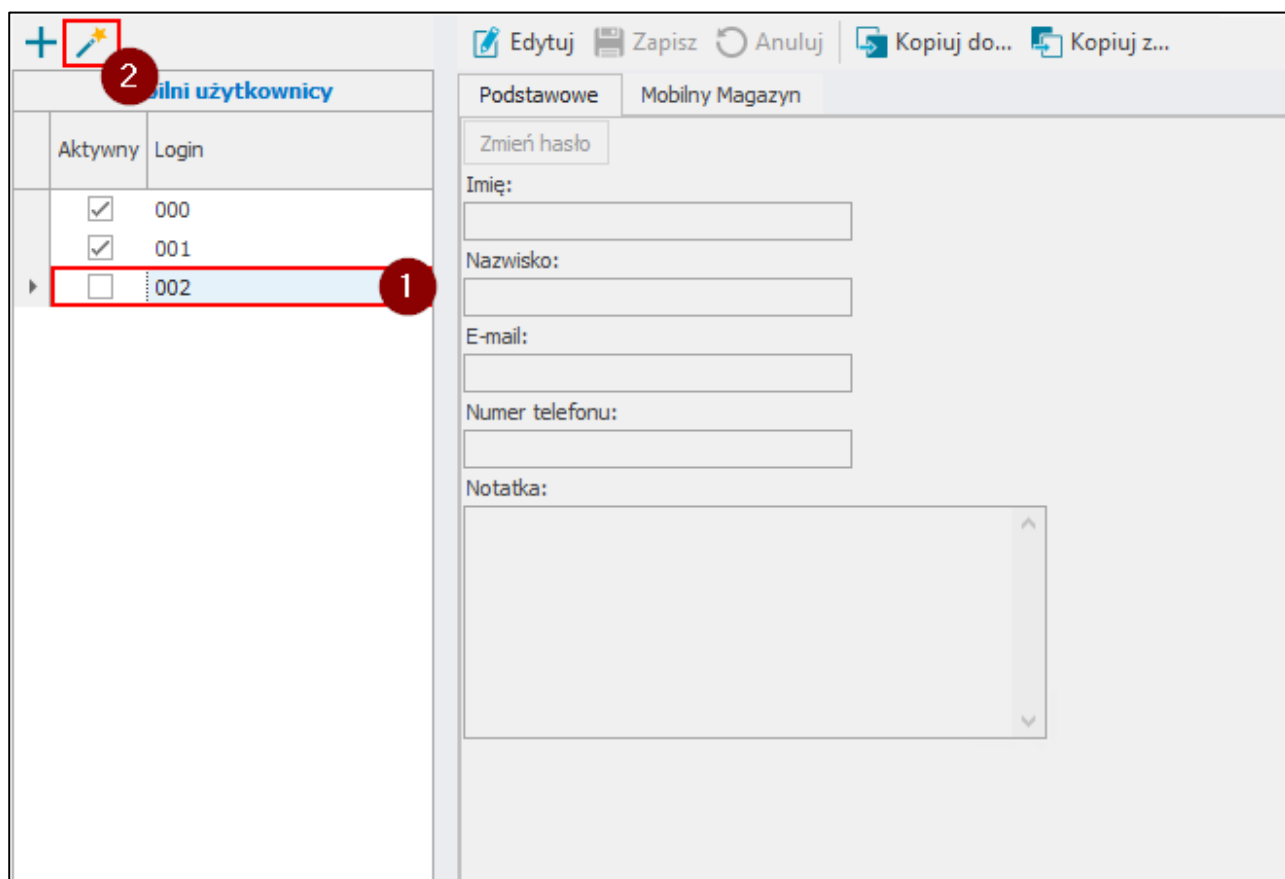 Edytuj Zapisz Anuluj Kopiuj do... Kopiuj z...
2
ilni użytkownicy
Podstawowe Mobilny Magazyn
Aktywny Login
Zmień hasło
Imię:
000
001
Nazwisko:
002 1
E-mail:
Numer telefonu:
Notatka: